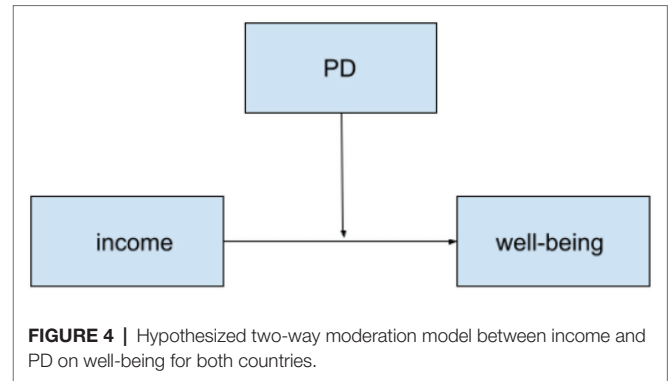 PD
income
well-being
FIGURE 4 | Hypothesized two-way moderation model between income and
PD on well-being for both countries.